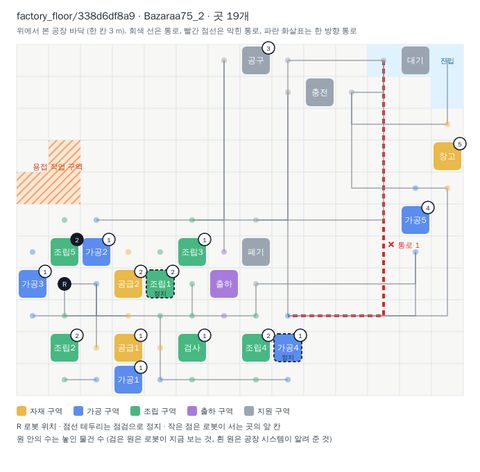 factory_floor/338d6df8a9 · Bazaraa75_2 · 곳 19개
위에서 본 공장 바닥 (한 칸 3 m). 회색 선은 통로, 빨간 점선은 막힌 통로, 파란 화살표는 한 방향 통로
공구 3
대기
전립
충전
창고 5
용접 작업 구역
가공5 4
조립5 2
가공2 1
조립3 1
폐기
✕ 통로 1
가공3 1
R
공급2 2
조립1 2
정지
출하
조립2 2
공급1 1
검사 1
조립4 2
가공4 1
정지
가공1 1
자재 구역
가공 구역
조립 구역
출하 구역
지원 구역
R 로봇 위치 · 점선 테두리는 점검으로 정지 · 작은 점은 로봇이 서는 곳의 앞 칸
원 안의 수는 놓인 물건 수 (검은 원은 로봇이 지금 보는 것, 흰 원은 공장 시스템이 알려 준 것)